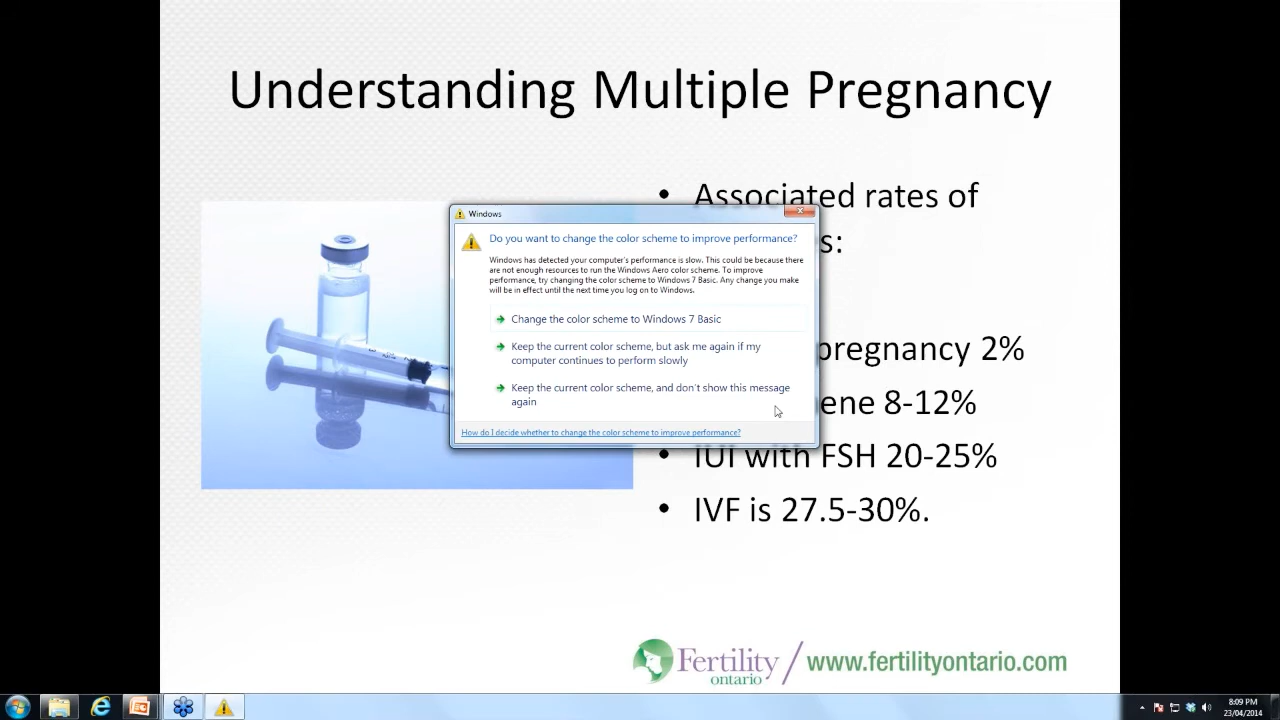 Understanding Multiple Pregnancy
• Associated rates of
s:
pregnancy 2%
ene 8-12%
• IUI with FSH 20-25%
• IVF is 27.5-30%.
Windows
Do you want to change the color scheme to improve performance?
Windows has detected your computer's performance is slow. This could be because there
are not enough resources to run the Windows Aero color scheme. To improve
performance, try changing the color scheme to Windows 7 Basic. Any change you make
will be in effect until the next time you log on to Windows.
Change the color scheme to Windows 7 Basic
Keep the current color scheme, but ask me again if my
computer continues to perform slowly
Keep the current color scheme, and don't show this message
again
How do I decide whether to change the color scheme to improve performance?
Fertility
ontario
www.fertilityontario.com
8:09 PM
23/04/2014